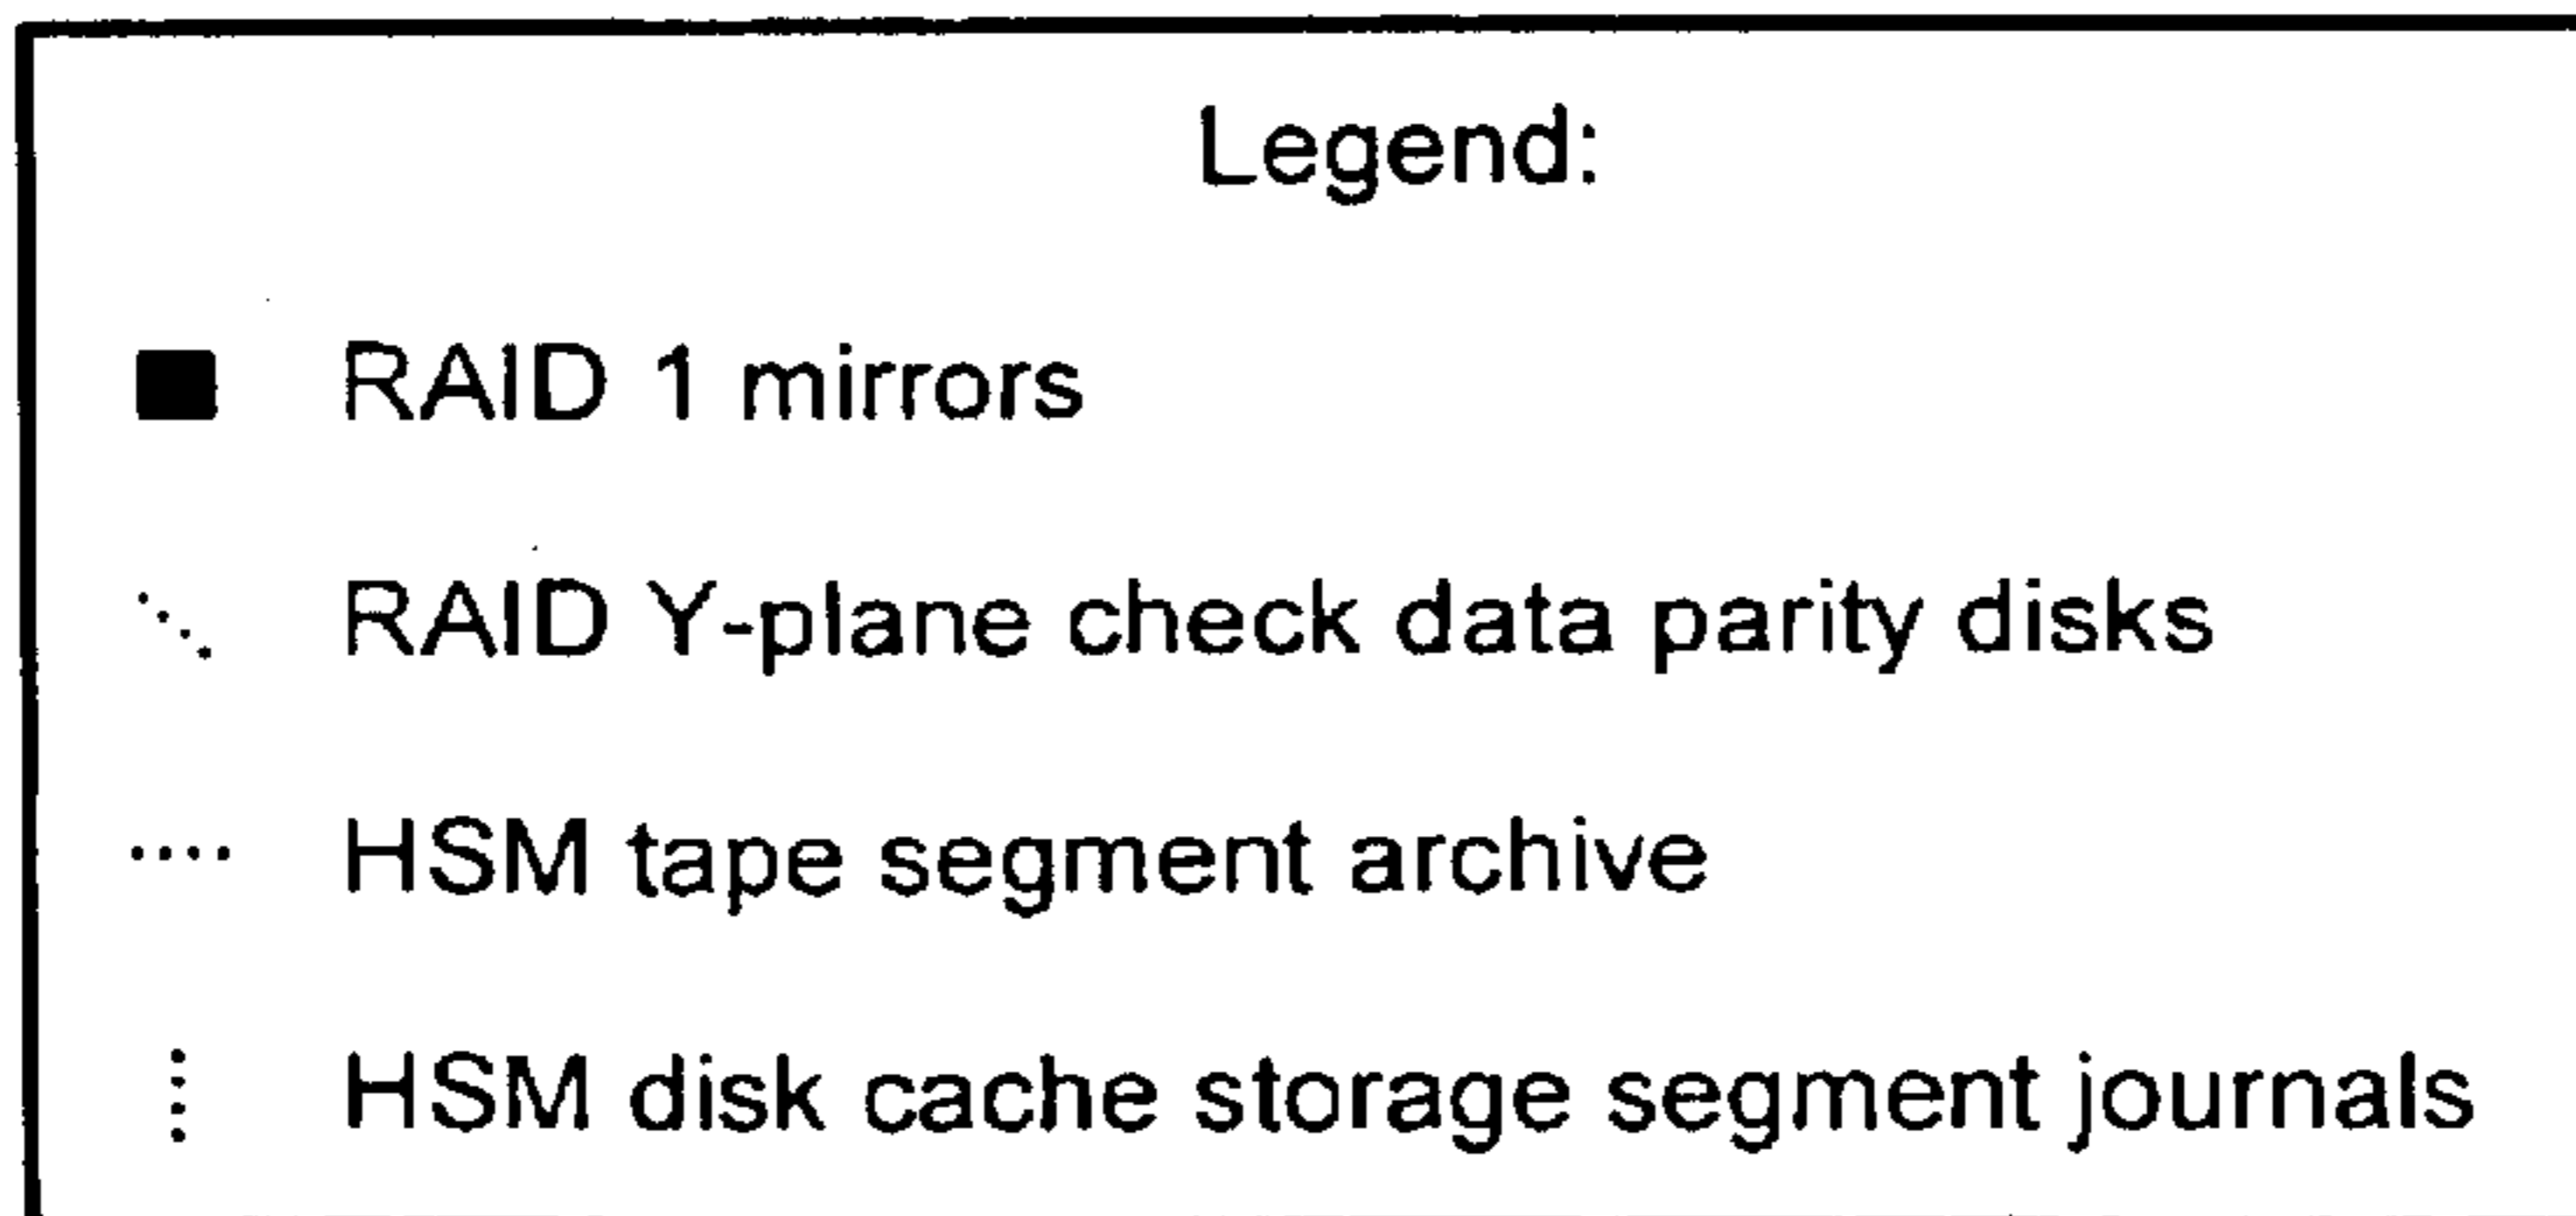 Legend:
RAID 1 mirrors
RAID Y-plane check data parity disks
HSM tape segment archive
HSM disk cache storage segment journals